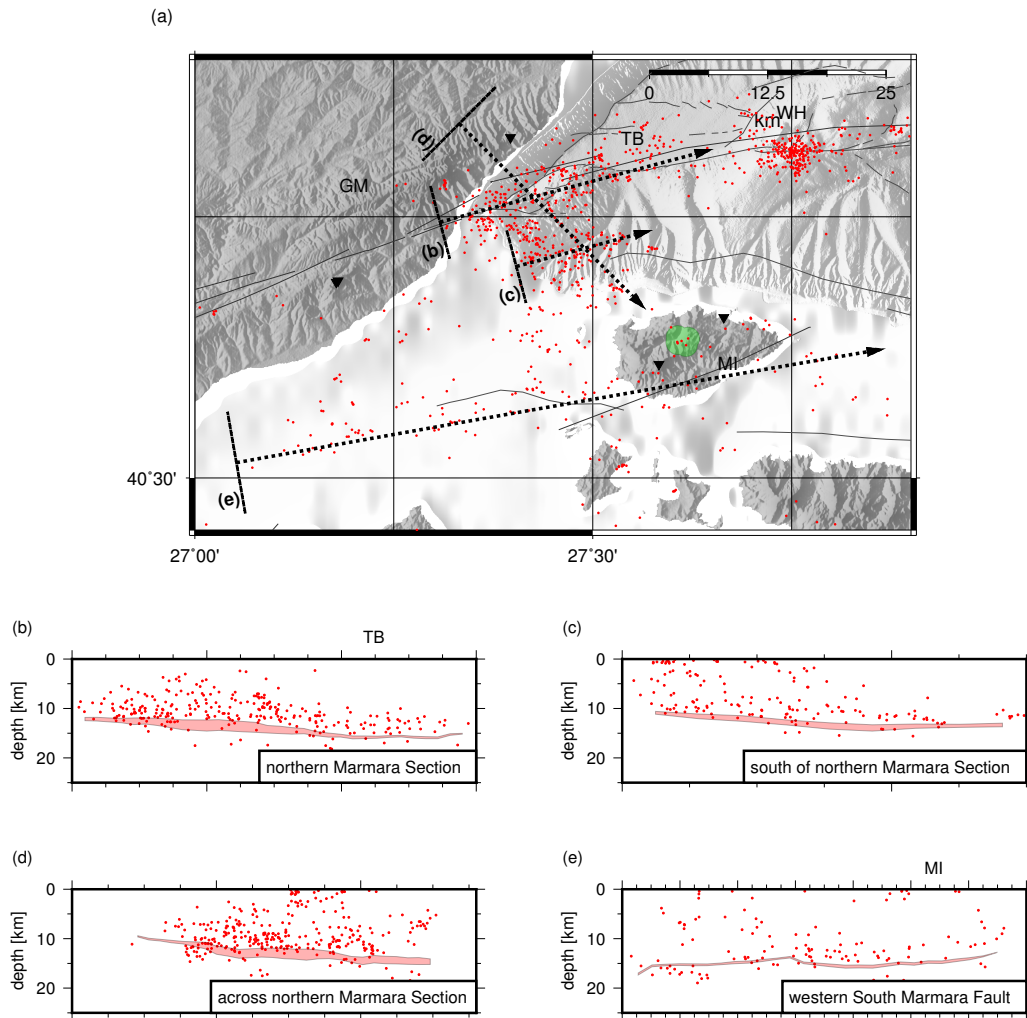 (a)
0
12.5
25
km
WH
TB
(d)
GM
(b)
(c)
MI
40°30'
(e)
27°00'
27°30'
(b)
TB
(c)
0
10
20
depth [km]
northern Marmara Section
0
10
20
depth [km]
south of northern Marmara Section
(d)
(e)
MI
0
10
20
depth [km]
across northern Marmara Section
0
10
20
depth [km]
western South Marmara Fault